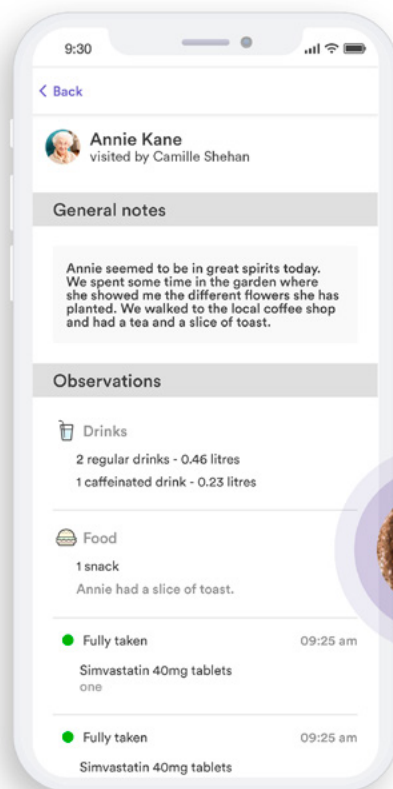 9:30
Back
Annie Kane
visited by Camille Shehan
General notes
Annie seemed to be in great spirits today.
We spent some time in the garden where
she showed me the different flowers she has
planted. We walked to the local coffee shop
and had a tea and a slice of toast.
Observations
Drinks
2 regular drinks - 0.46 litres
1 caffeinated drink - 0.23 litres
Food
1 snack
Annie had a slice of toast.
Fully taken 09:25 am
Simvastatin 40mg tablets
one
Fully taken 09:25 am
Simvastatin 40mg tablets